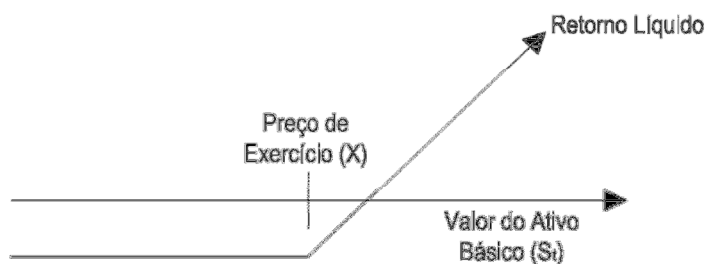 Retorno Líquido
Preço de
Exercício (X)
Valor do Ativo
Básico (St)